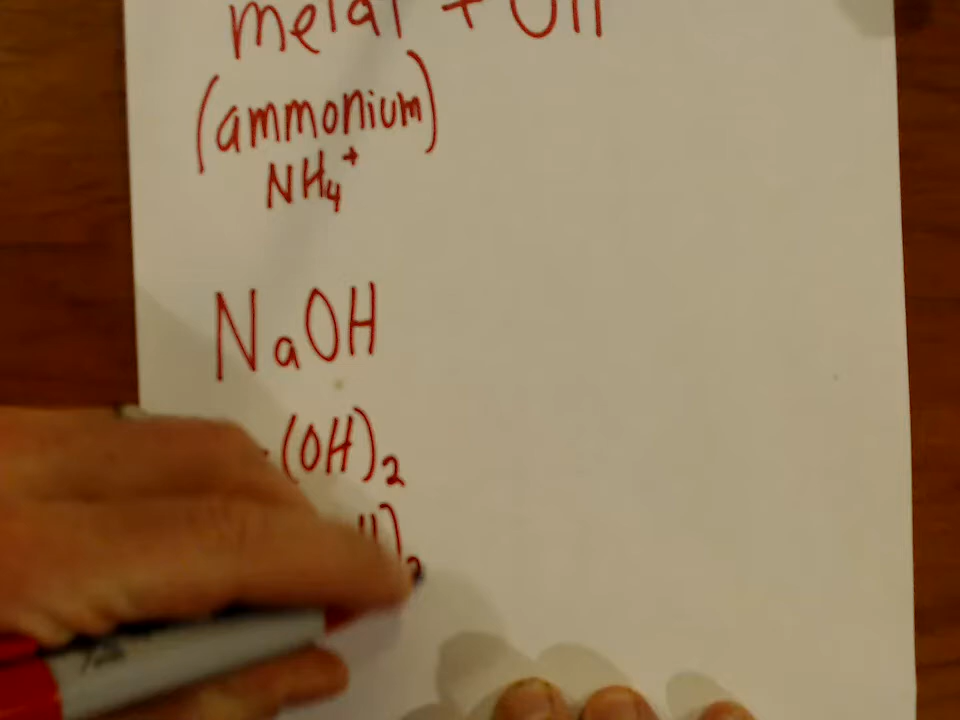 metal + OH
(ammonium)
NH₄⁺
NaOH
(OH)₂
H)